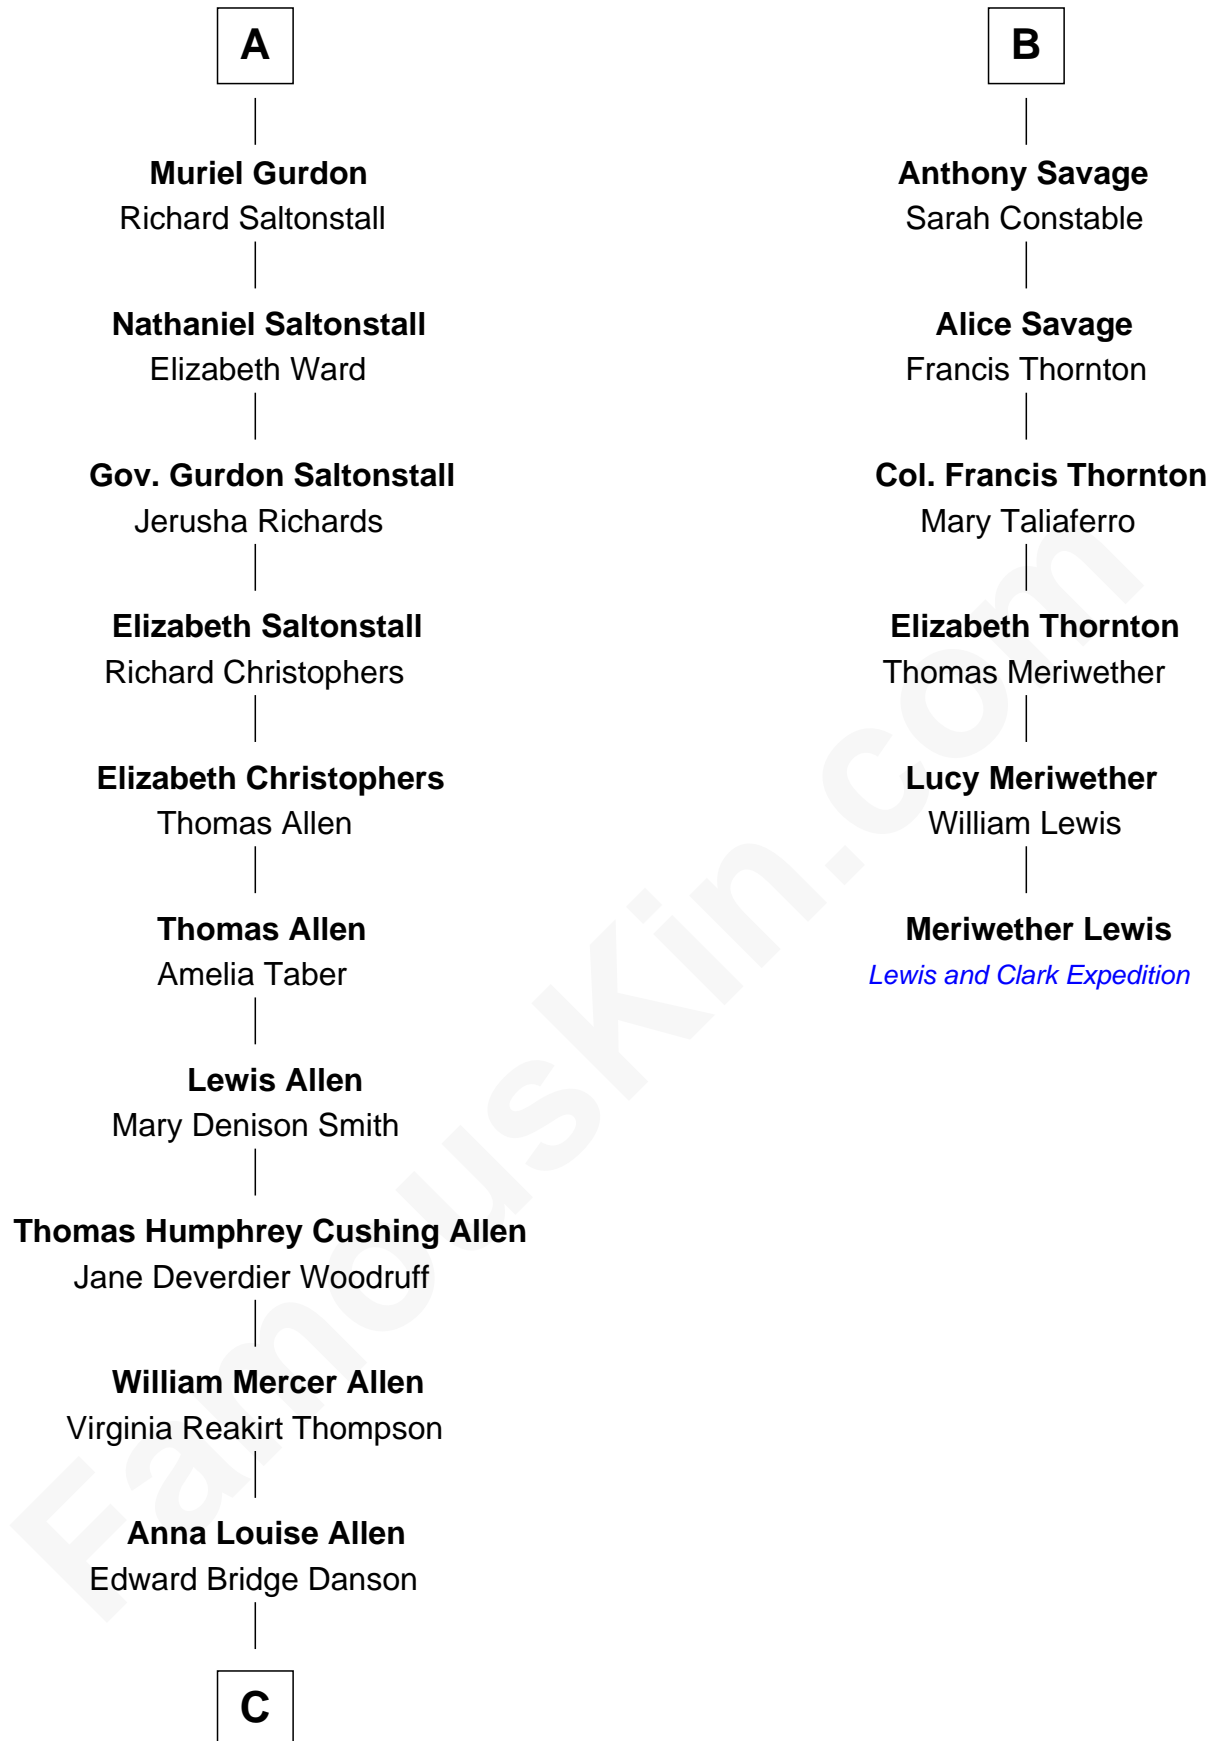 A
Muriel Gurdon
Richard Saltonstall
Nathaniel Saltonstall
Elizabeth Ward
Gov. Gurdon Saltonstall
Jerusha Richards
Elizabeth Saltonstall
Richard Christophers
Elizabeth Christophers
Thomas Allen
Thomas Allen
Amelia Taber
Lewis Allen
Mary Denison Smith
Thomas Humphrey Cushing Allen
Jane Deverdier Woodruff
William Mercer Allen
Virginia Reakirt Thompson
Anna Louise Allen
Edward Bridge Danson
C
B
Anthony Savage
Sarah Constable
Alice Savage
Francis Thornton
Col. Francis Thornton
Mary Taliaferro
Elizabeth Thornton
Thomas Meriwether
Lucy Meriwether
William Lewis
Meriwether Lewis
Lewis and Clark Expedition
FamousKin.com